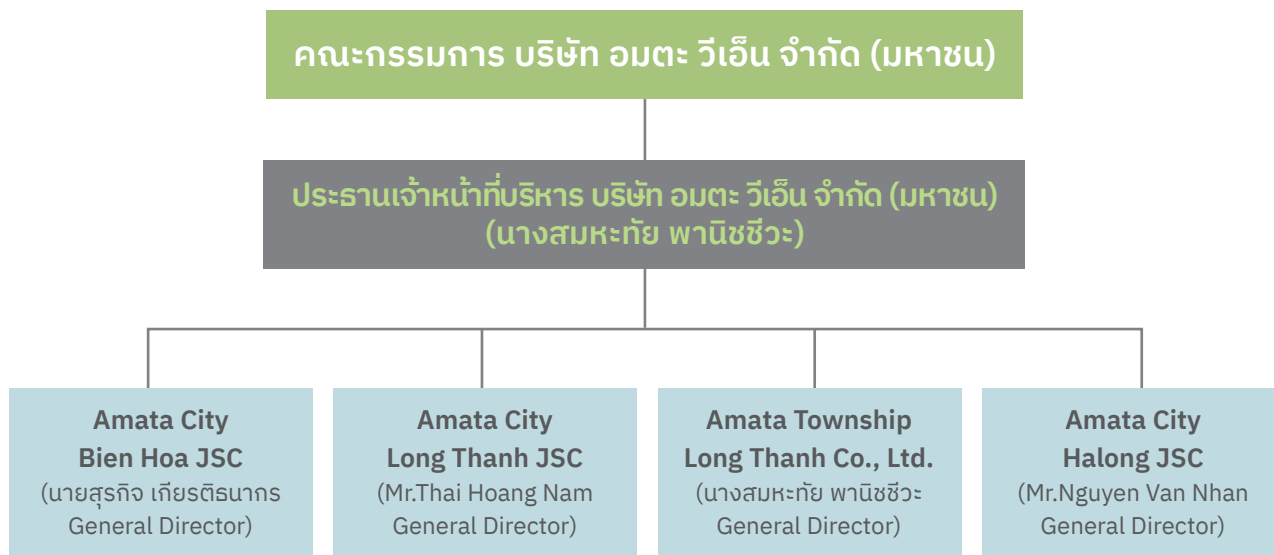 คณะกรรมการ บริษัท อมตะ วีเอ็น จำกัด (มหาชน)
ประธานเจ้าหน้าที่บริหาร บริษัท อมตะ วีเอ็น จำกัด (มหาชน)
(นางสมหะทัย พานิชชีวะ)
Amata City
Bien Hoa JSC
(นายสุรกิจ เกียรติธนากร
General Director)
Amata City
Long Thanh JSC
(Mr.Thai Hoang Nam
General Director)
Amata Township
Long Thanh Co., Ltd.
(นางสมหะทัย พานิชชีวะ
General Director)
Amata City
Halong JSC
(Mr.Nguyen Van Nhan
General Director)